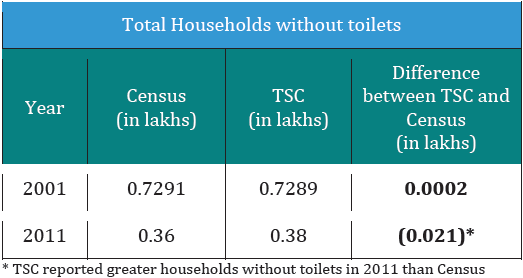 Total Households without toilets
Year
Census
(in lakhs)
TSC
(in lakhs)
Difference
between TSC and
Census
(in lakhs)
2001 0.7291 0.7289 0.0002
2011 0.36 0.38 (0.021)*
* TSC reported greater households without toilets in 2011 than Census